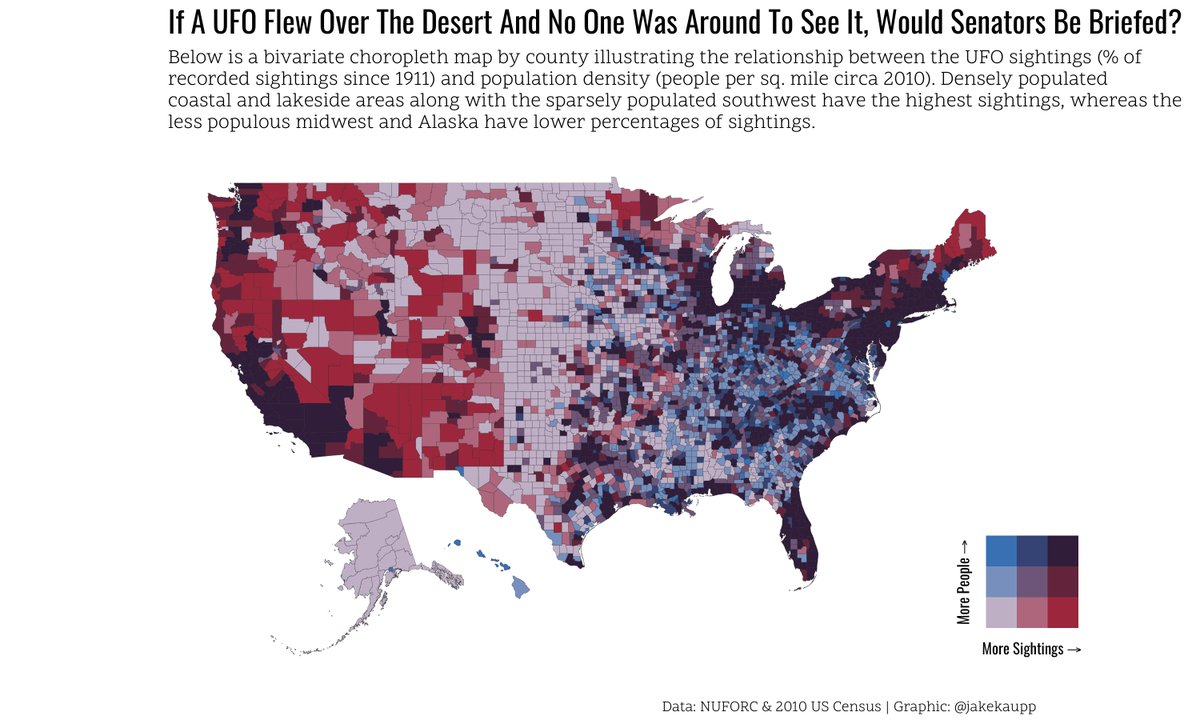 If A UFO Flew Over The Desert And No One Was Around To See It, Would Senators Be Briefed?
Below is a bivariate choropleth map by county illustrating the relationship between the UFO sightings (% of
recorded sightings since 1911) and population density (people per sq. mile circa 2010). Densely populated
coastal and lakeside areas along with the sparsely populated southwest have the highest sightings, whereas the
less populous midwest and Alaska have lower percentages of sightings.
More People →
More Sightings →
Data: NUFORC & 2010 US Census | Graphic: @jakekaupp